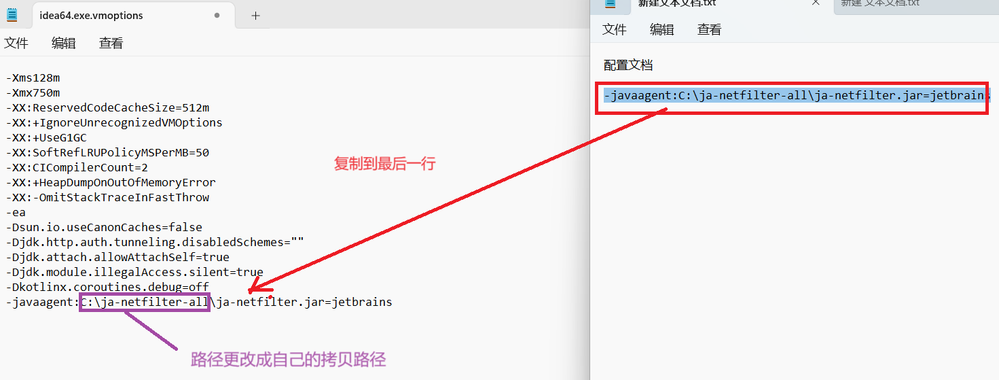 idea64.exe.vmoptions
文件 编辑 查看
-Xms128m
-Xmx750m
-XX:ReservedCodeCacheSize=512m
-XX:+IgnoreUnrecognizedVMOptions
-XX:+UseG1GC
-XX:SoftRefLRUPolicyMSPerMB=50
-XX:CICompilerCount=2
-XX:+HeapDumpOnOutOfMemoryError
-XX:-OmitStackTraceInFastThrow
-ea
-Dsun.io.useCanonCaches=false
-Djdk.http.auth.tunneling.disabledSchemes=""
-Djdk.attach.allowAttachSelf=true
-Djdk.module.illegalAccess.silent=true
-Dkotlinx.coroutines.debug=off
-javaagent:C:\ja-netfilter-all\ja-netfilter.jar=jetbrains
复制到最后一行
路径更改成自己的拷贝路径
新建文本文档.txt
新建 文本文档.txt
文件 编辑 查看
配置文档
-javaagent:C:\ja-netfilter-all\ja-netfilter.jar=jetbrains